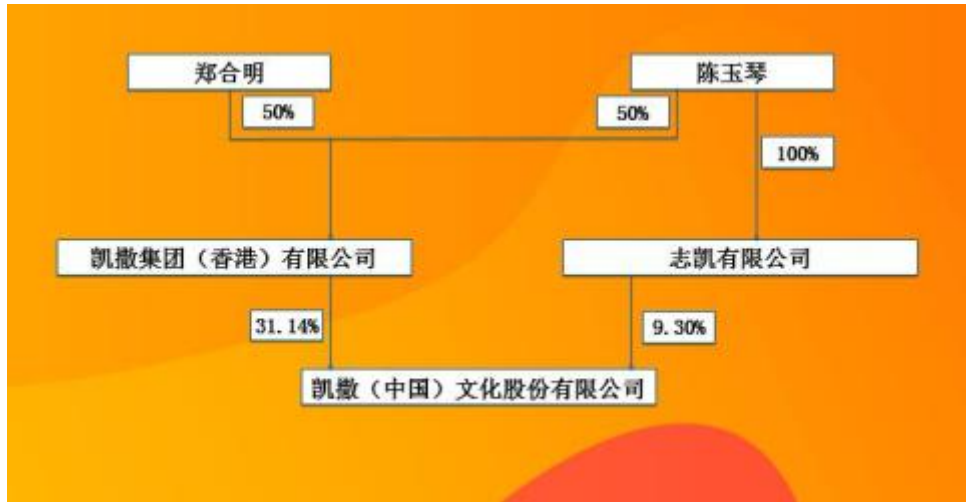 郑合明
陈玉琴
50%
50%
100%
凯撒集团（香港）有限公司
志凯有限公司
31.14%
9.30%
凯撒（中国）文化股份有限公司